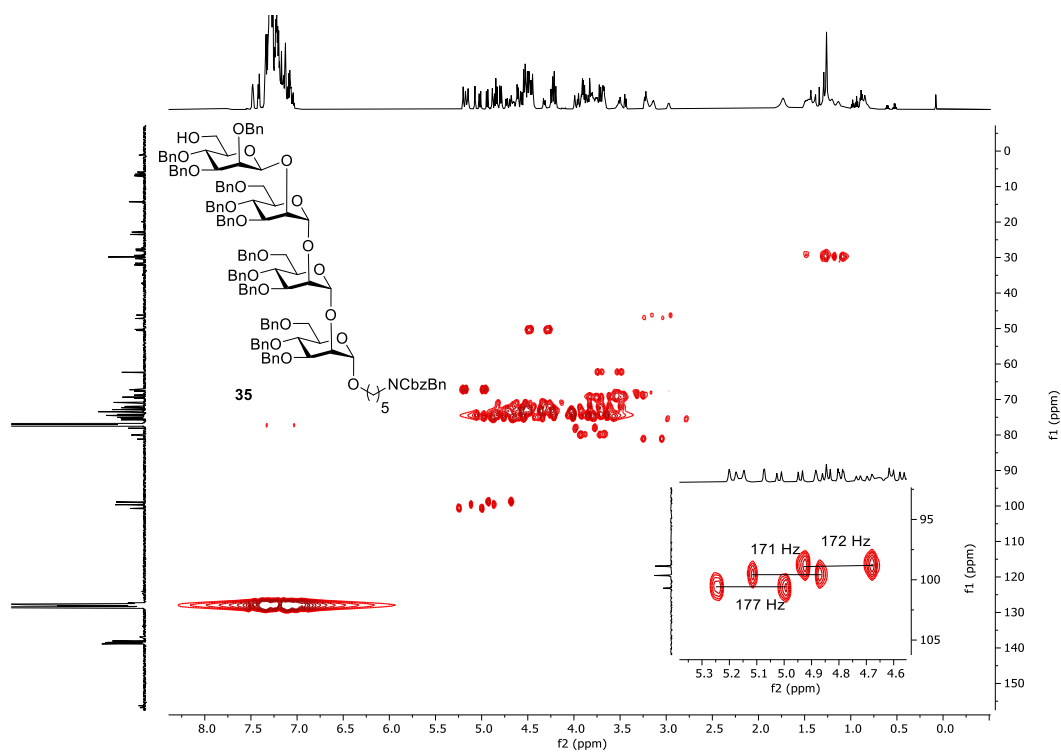 HO
OBn
O
BnO
BnO
O
BnO
O
BnO
BnO
O
BnO
O
BnO
BnO
O
BnO
O
BnO
BnO
O
NCbzBn
5
35
0
10
20
30
40
50
60
70
80
90
100
110
120
130
140
150
f1 (ppm)
171 Hz
172 Hz
177 Hz
95
100
105
f1 (ppm)
5.3 5.2 5.1 5.0 4.9 4.8 4.7 4.6
f2 (ppm)
8.0 7.5 7.0 6.5 6.0 5.5 5.0 4.5 4.0 3.5 3.0 2.5 2.0 1.5 1.0 0.5 0.0
f2 (ppm)